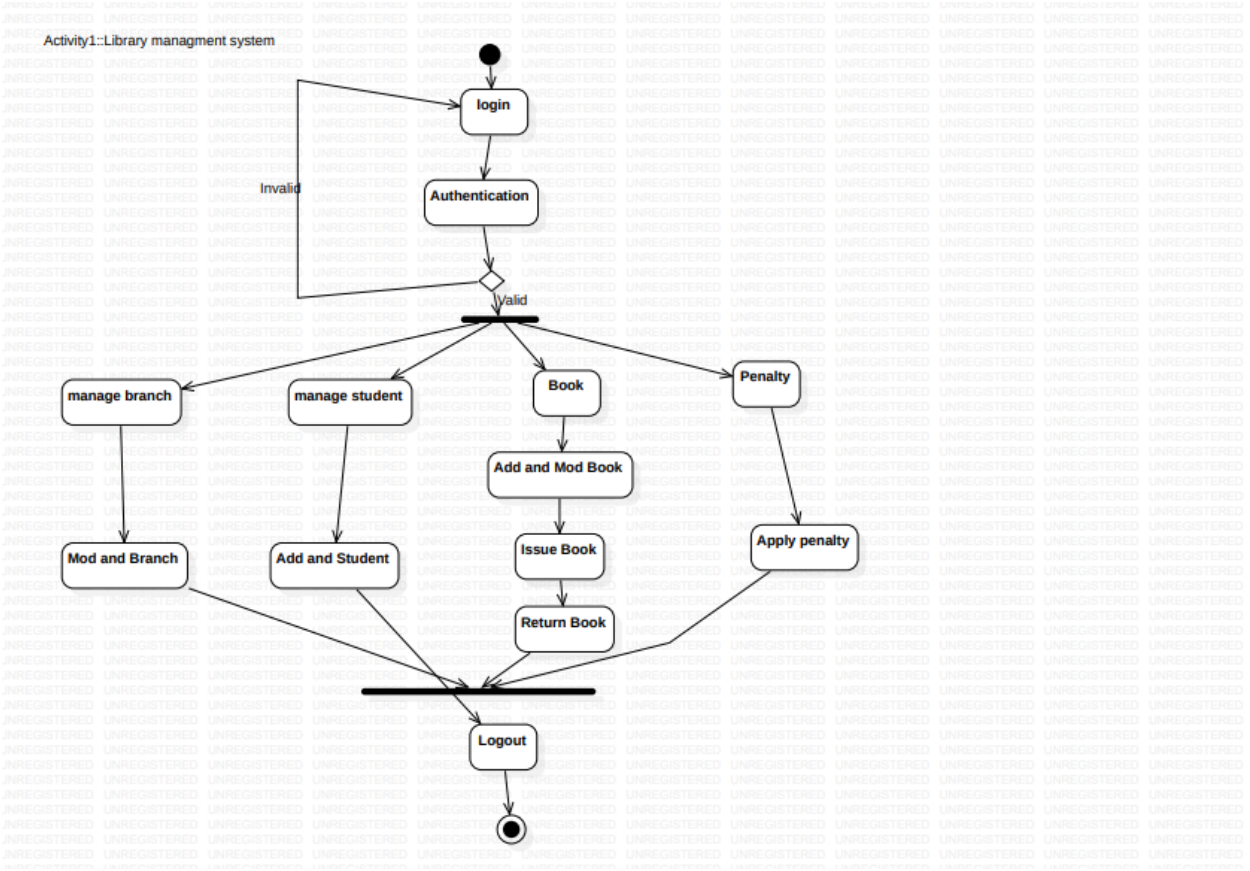 Activity1::Library managment system
login
Invalid
Authentication
Valid
manage branch
manage student
Book
Penalty
Add and Mod Book
Mod and Branch
Add and Student
Issue Book
Apply penalty
Return Book
Logout
UNREGISTERED